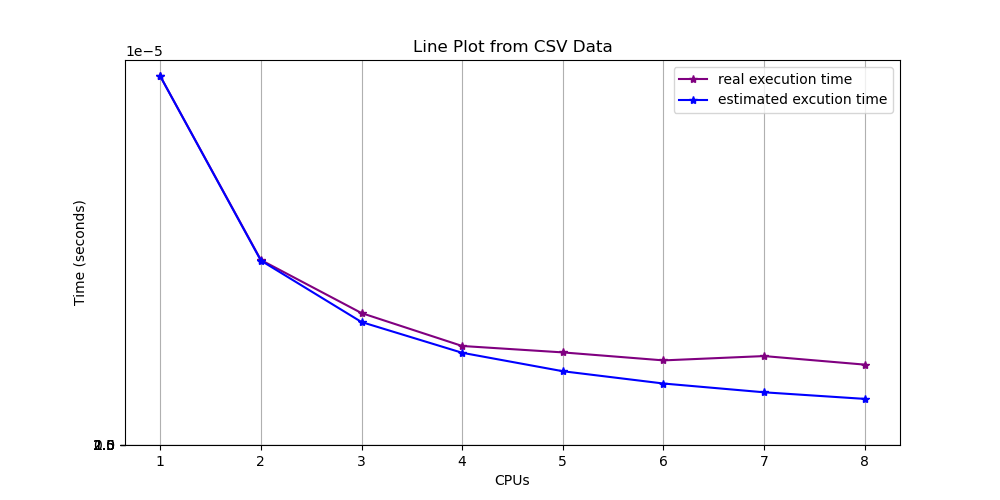 Line Plot from CSV Data
1e−5
real execution time
estimated excution time
Time (seconds)
1 2 3 4 5 6 7 8
CPUs